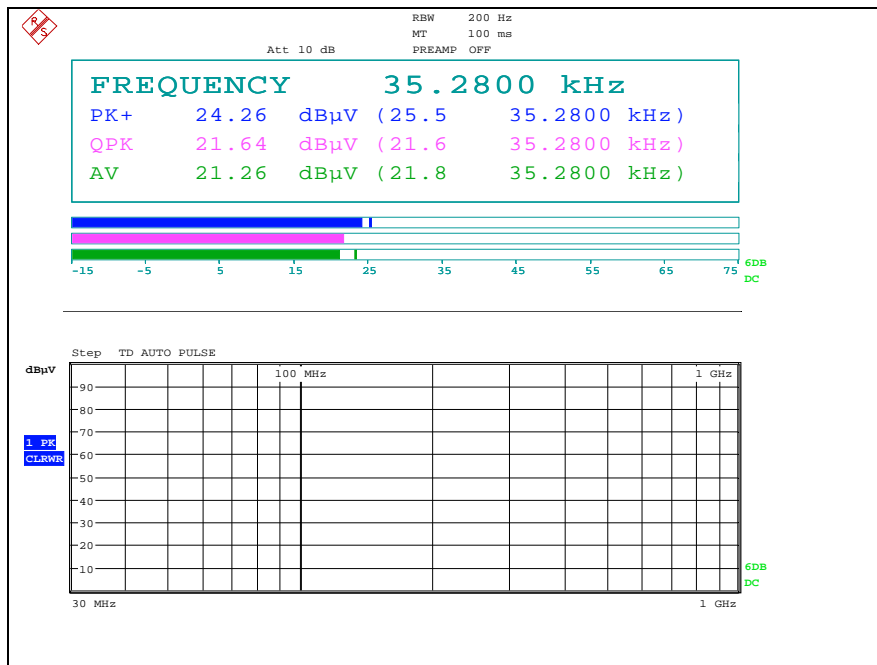 R S
RBW 200 Hz
MT 100 ms
Att 10 dB PREAMP OFF
FREQUENCY 35.2800 kHz
PK+ 24.26 dBµV (25.5 35.2800 kHz)
QPK 21.64 dBµV (21.6 35.2800 kHz)
AV 21.26 dBµV (21.8 35.2800 kHz)
-15 -5 5 15 25 35 45 55 65 75
6DB
DC
Step TD AUTO PULSE
dBµV
100 MHz 1 GHz
90
80
70
1 PK
CLRWR
60
50
40
30
20
10
6DB
DC
30 MHz 1 GHz